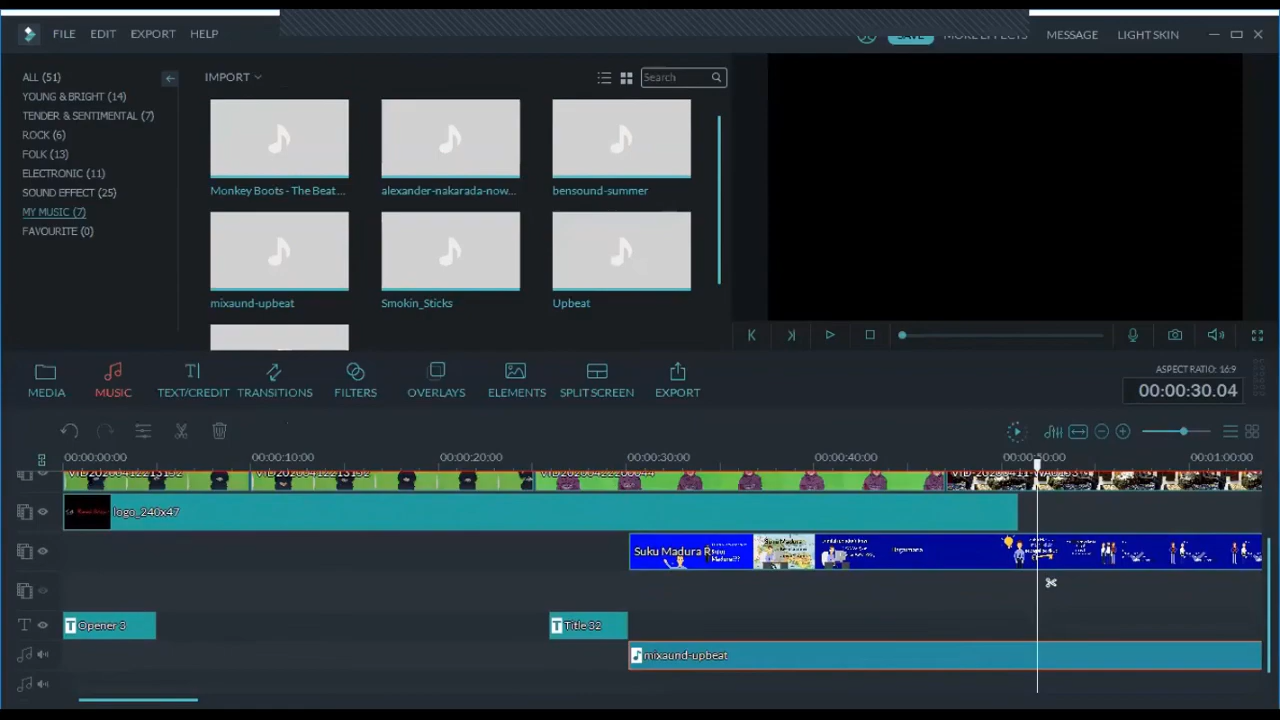 FILE EDIT EXPORT HELP
SAVE MORE EFFECTS MESSAGE LIGHT SKIN
ALL (51)
YOUNG & BRIGHT (14)
TENDER & SENTIMENTAL (7)
ROCK (6)
FOLK (13)
ELECTRONIC (11)
SOUND EFFECT (25)
MY MUSIC (7)
FAVOURITE (0)
IMPORT
Search
Monkey Boots - The Beat...
alexander-nakarada-now...
bensound-summer
mixaund-upbeat
Smokin_Sticks
Upbeat
MEDIA MUSIC TEXT/CREDIT TRANSITIONS FILTERS OVERLAYS ELEMENTS SPLIT SCREEN EXPORT
ASPECT RATIO: 16:9
00:00:30.04
00:00:00:00 00:00:10:00 00:00:20:00 00:00:30:00 00:00:40:00 00:00:50:00 00:01:00:00
logo_240x47
Suku Madura
Opener 3
Title 32
mixaund-upbeat